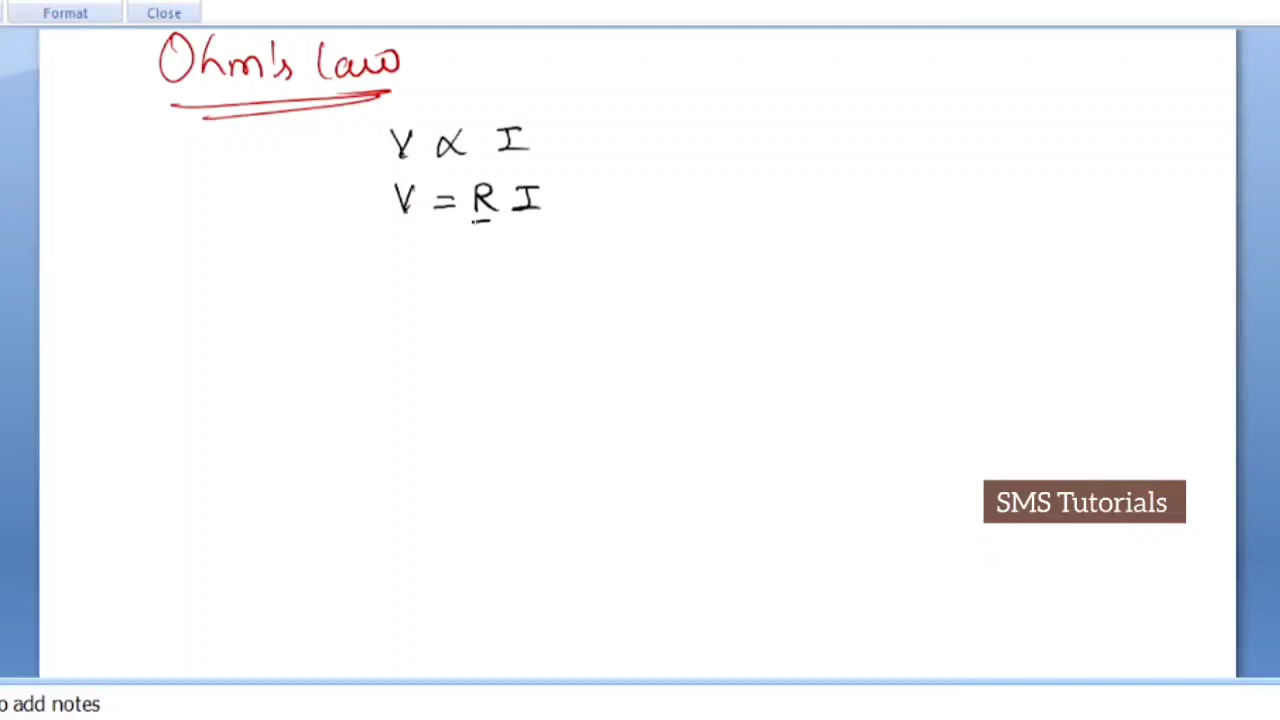 Format Close
Ohm's Law
V ∝ I
V = R I
SMS Tutorials
o add notes